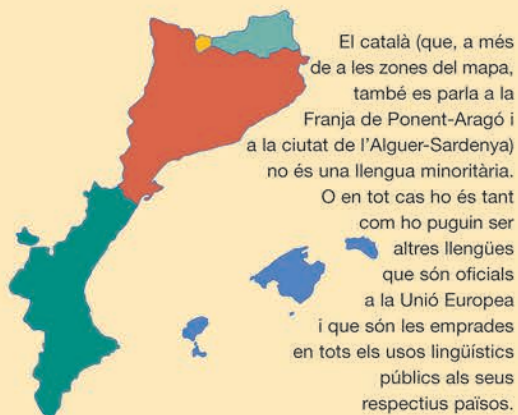 El català (que, a més
de a les zones del mapa,
també es parla a la
Franja de Ponent-Aragó i
a la ciutat de l'Alguer-Sardenya)
no és una llengua minoritària.
O en tot cas ho és tant
com ho puguin ser
altres llengües
que són oficials
a la Unió Europea
i que són les emprades
en tots els usos lingüístics
públics als seus
respectius països.